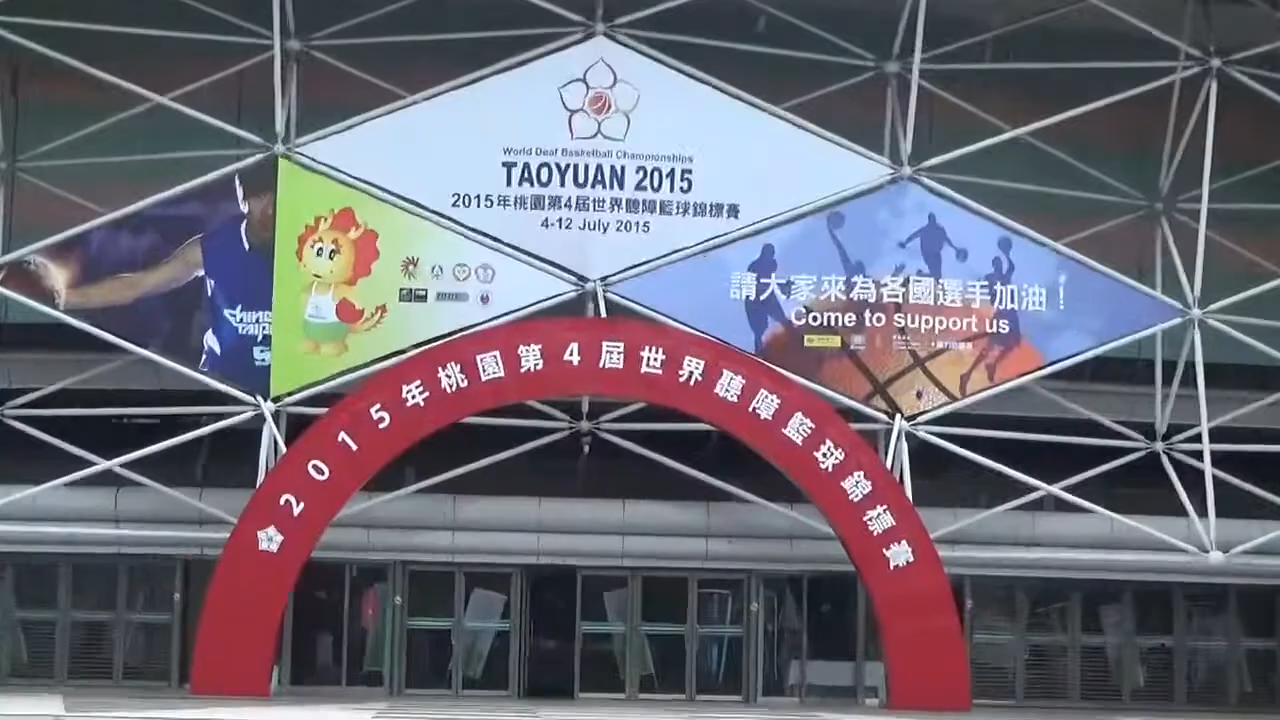 World Deaf Basketball Championships
TAOYUAN 2015
2015年桃園第4屆世界聽障籃球錦標賽
4-12 July 2015
請大家來為各國選手加油！
Come to support us
2015年桃園第4屆世界聽障籃球錦標賽